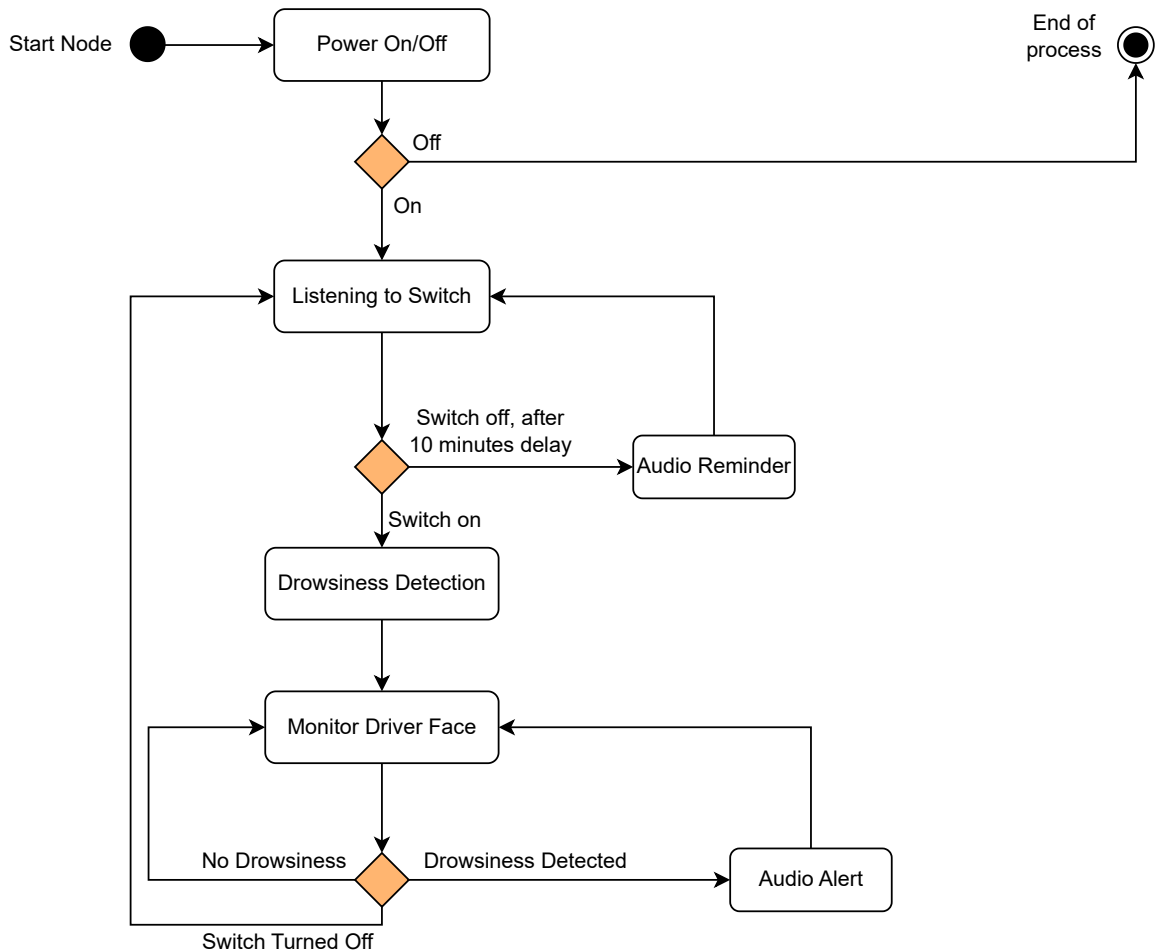 Start Node
Power On/Off
End of
process
Off
On
Listening to Switch
Switch off, after
10 minutes delay
Audio Reminder
Switch on
Drowsiness Detection
Monitor Driver Face
No Drowsiness
Drowsiness Detected
Audio Alert
Switch Turned Off